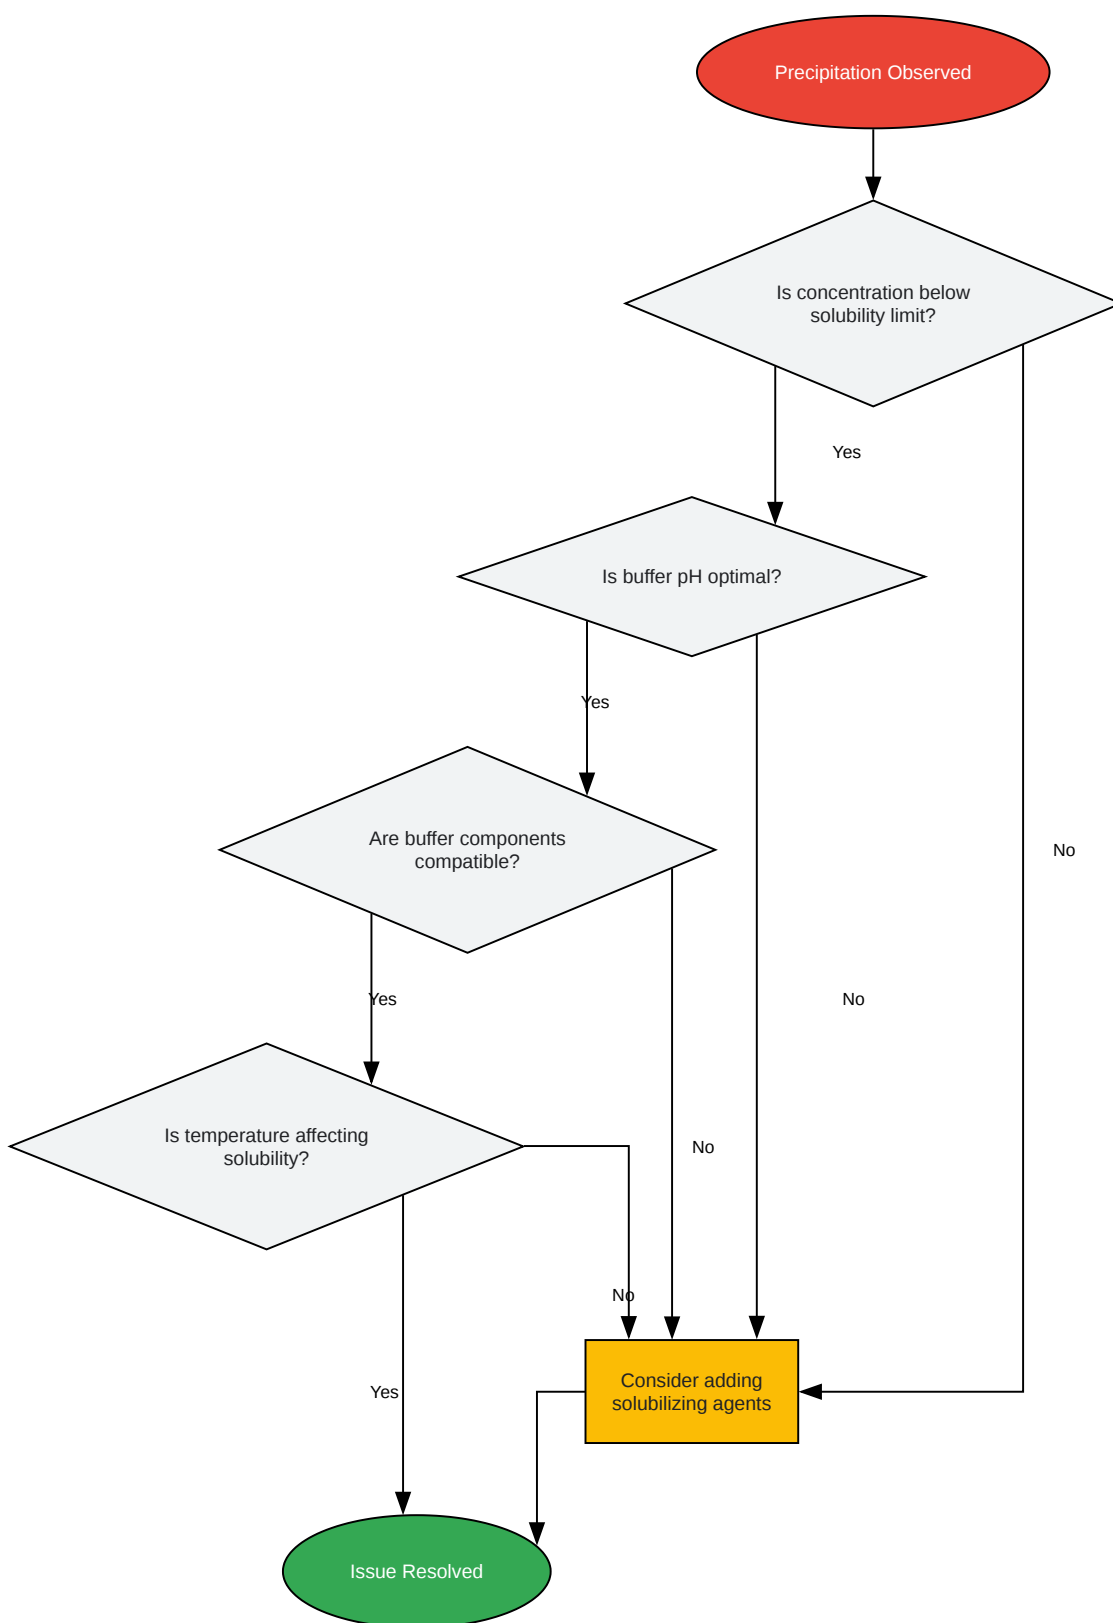 Precipitation Observed
Is concentration below
solubility limit?
Yes
Is buffer pH optimal?
Yes
Are buffer components
compatible?
No
Yes
No
Is temperature affecting
solubility?
No
No
Consider adding
solubilizing agents
Yes
Issue Resolved